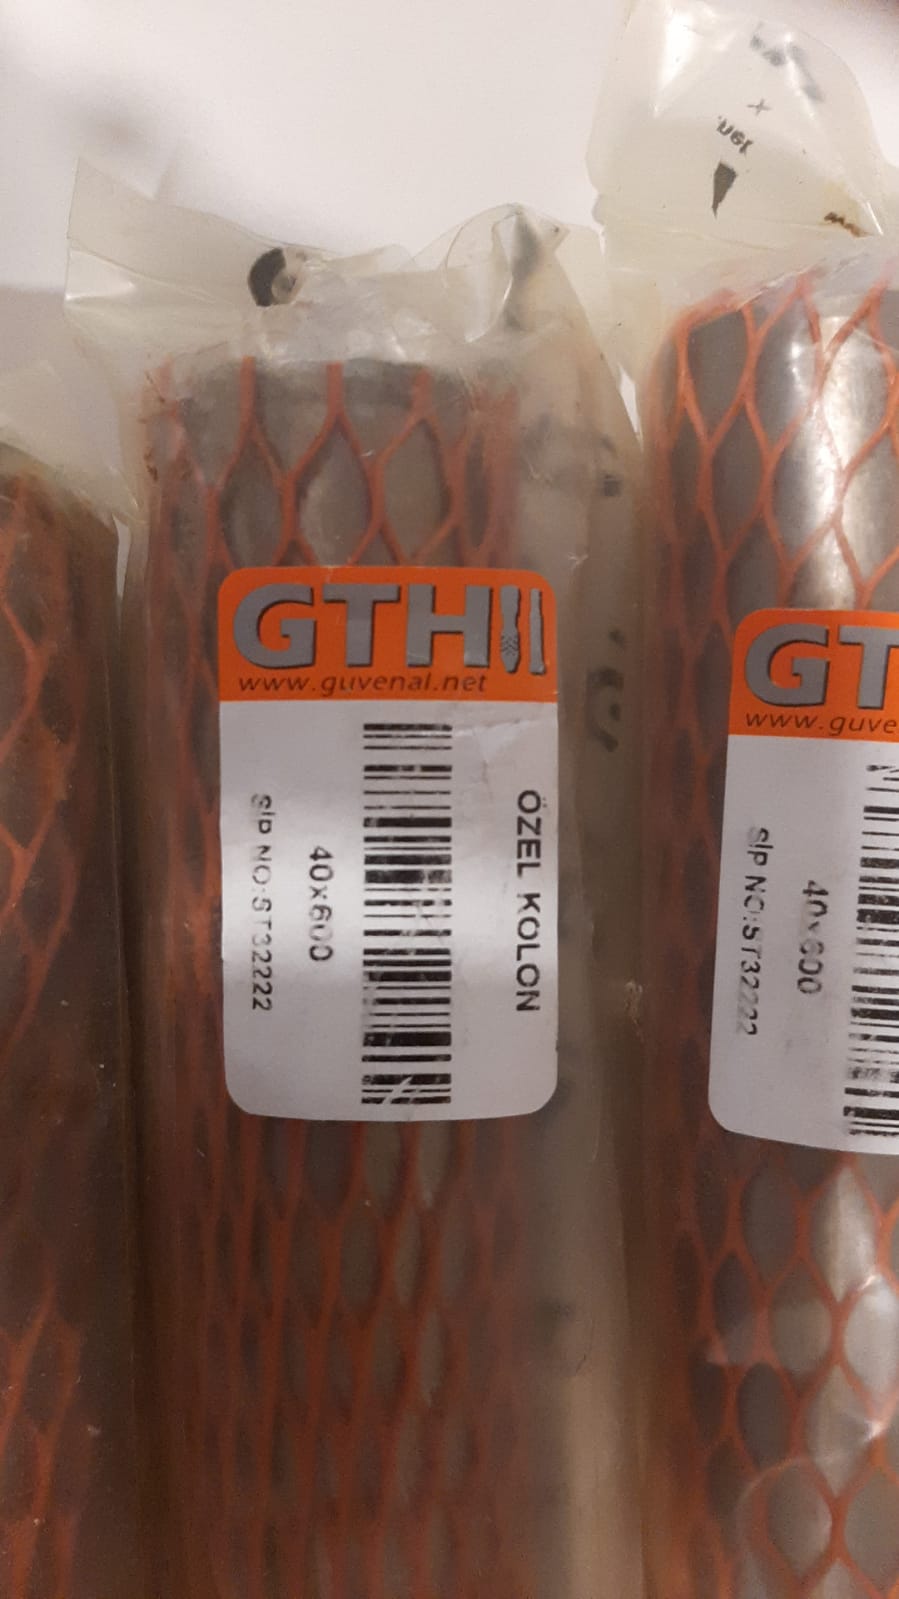 GTH
www.guvenal.net
ÖZEL KOLON
40x600
SİP NO:ST32222
GT
www.guve
40x600
SİP NO:ST32222